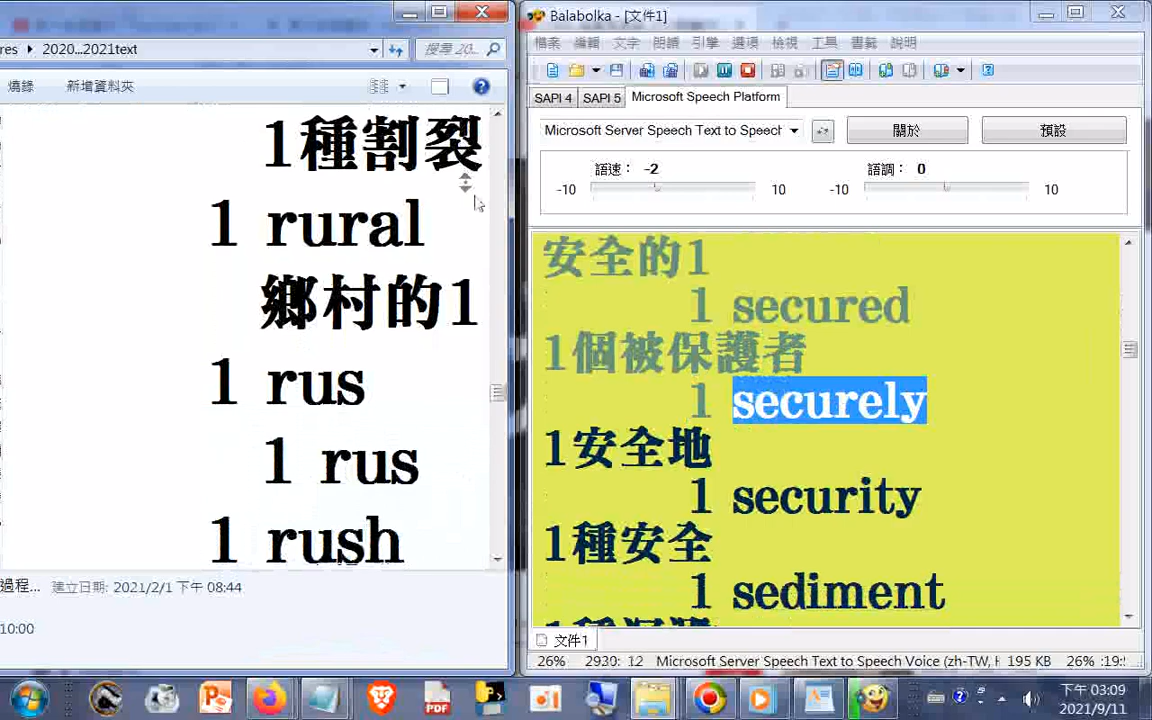 res ▸ 2020...2021text
搜尋 20...
燒錄 新增資料夾
1種割裂
1 rural
鄉村的1
1 rus
1 rus
1 rush
過程... 建立日期: 2021/2/1 下午 08:44
10:00
Balabolka - [文件1]
檔案 編輯 文字 朗讀 引擎 選項 檢視 工具 書籤 說明
SAPI 4 SAPI 5 Microsoft Speech Platform
Microsoft Server Speech Text to Speech
關於 預設
語速: -2 語調: 0
-10 10 -10 10
安全的1
1 secured
1個被保護者
1 securely
1安全地
1 security
1種安全
1 sediment
文件1
26% 2930: 12 Microsoft Server Speech Text to Speech Voice (zh-TW, H 195 KB 26%
PDF
下午 03:09
2021/9/11